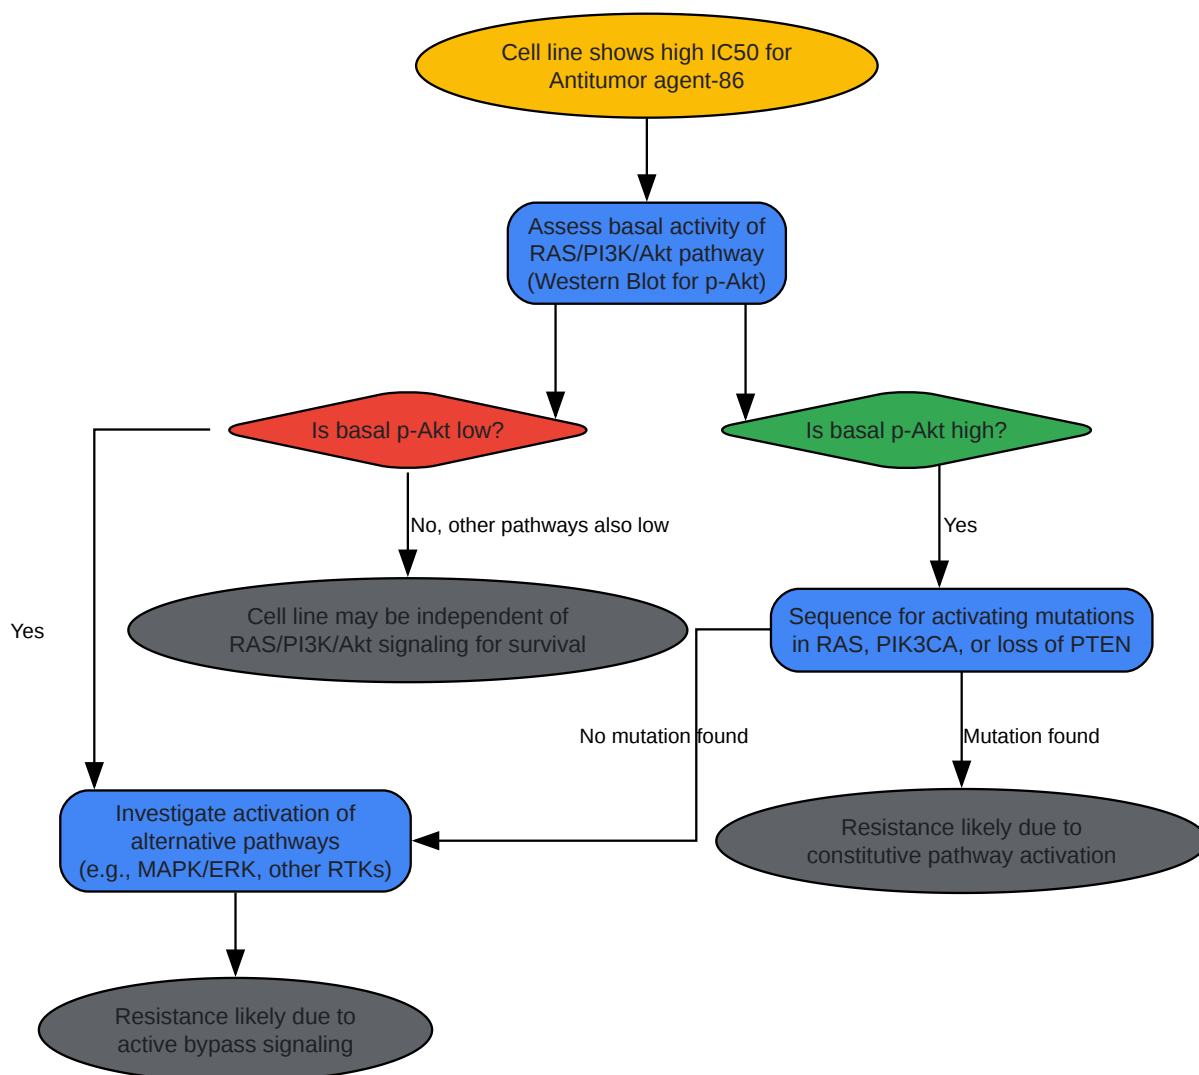 Cell line shows high IC50 for
Antitumor agent-86
Assess basal activity of
RAS/PI3K/Akt pathway
(Western Blot for p-Akt)
Is basal p-Akt low?
Is basal p-Akt high?
No, other pathways also low
Yes
Cell line may be independent of
RAS/PI3K/Akt signaling for survival
Yes
Sequence for activating mutations
in RAS, PIK3CA, or loss of PTEN
No mutation found
Mutation found
Investigate activation of
alternative pathways
(e.g., MAPK/ERK, other RTKs)
Resistance likely due to
constitutive pathway activation
Resistance likely due to
active bypass signaling